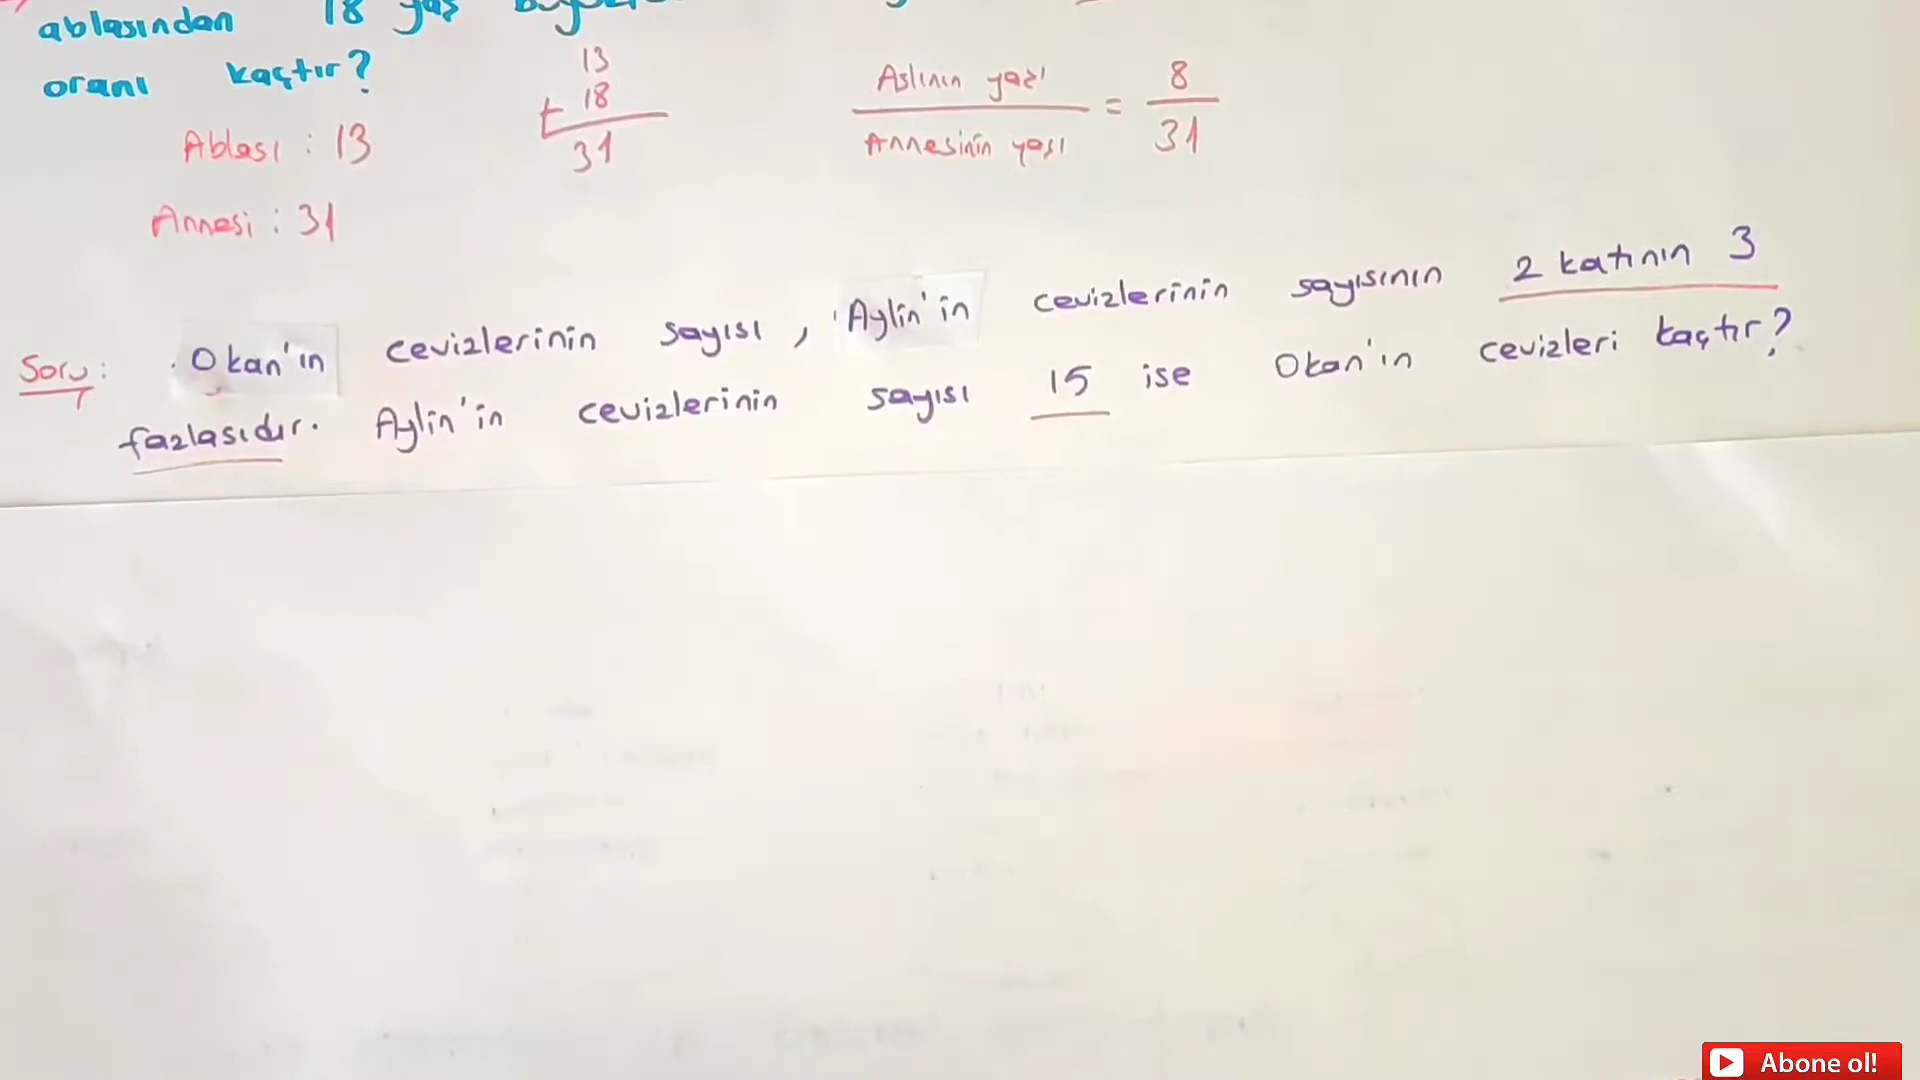 ablasından 18 yaş
oranı kaçtır?
13
+ 18
31
Aslının yaşı
Annesinin yaşı
=
8
31
Ablası : 13
Annesi : 31
Soru: Okan'ın cevizlerinin sayısı, Aylin'in cevizlerinin sayısının 2 katının 3
fazlasıdır. Aylin'in cevizlerinin sayısı 15 ise Okan'ın cevizleri kaçtır?
Abone ol!